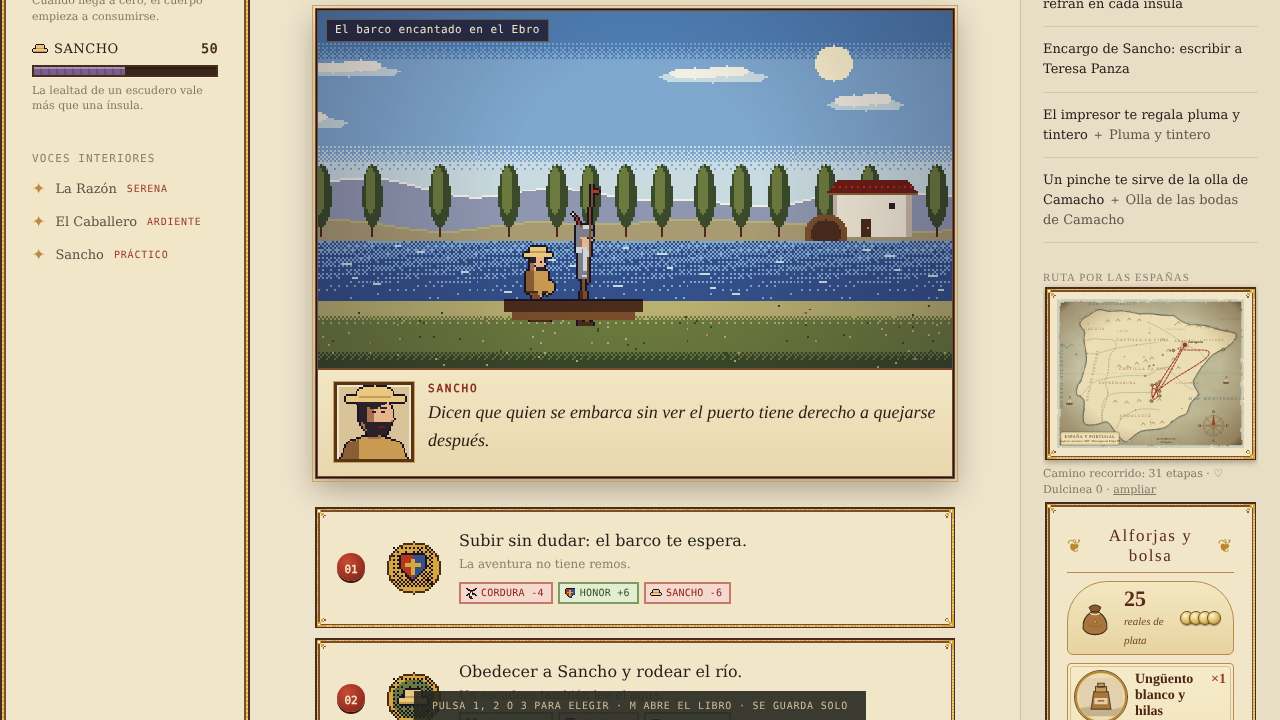 Cuando llega a cero, el cuerpo
empieza a consumirse.
SANCHO 50
La lealtad de un escudero vale
más que una ínsula.
VOCES INTERIORES
La Razón SERENA
El Caballero ARDIENTE
Sancho PRÁCTICO
El barco encantado en el Ebro
SANCHO
Dicen que quien se embarca sin ver el puerto tiene derecho a quejarse
después.
01
Subir sin dudar: el barco te espera.
La aventura no tiene remos.
CORDURA -4 HONOR +6 SANCHO -6
02
Obedecer a Sancho y rodear el río.
PULSA 1, 2 O 3 PARA ELEGIR · M ABRE EL LIBRO · SE GUARDA SOLO
refrán en cada ínsula
Encargo de Sancho: escribir a
Teresa Panza
El impresor te regala pluma y
tintero + Pluma y tintero
Un pinche te sirve de la olla de
Camacho + Olla de las bodas
de Camacho
RUTA POR LAS ESPAÑAS
ESPAÑA Y PORTUGAL
Camino recorrido: 31 etapas · ♡
Dulcinea 0 · ampliar
Alforjas y
bolsa
25
reales de
plata
Ungüento ×1
blanco y
hilas